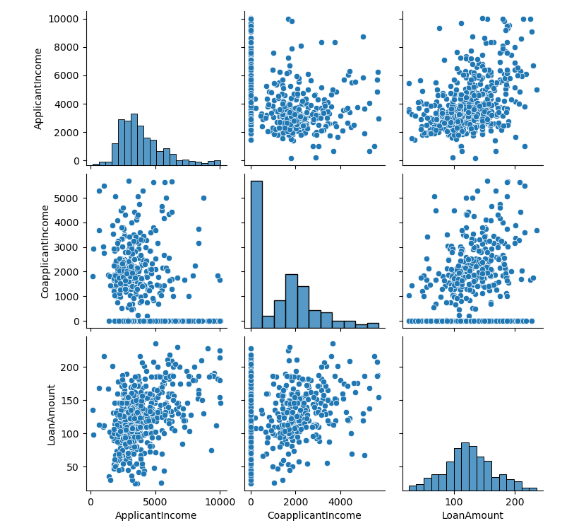 10000
8000
6000
4000
2000
0
ApplicantIncome
5000
4000
3000
2000
1000
0
CoapplicantIncome
200
150
100
50
LoanAmount
0 5000 10000
ApplicantIncome
0 2000 4000
CoapplicantIncome
100 200
LoanAmount